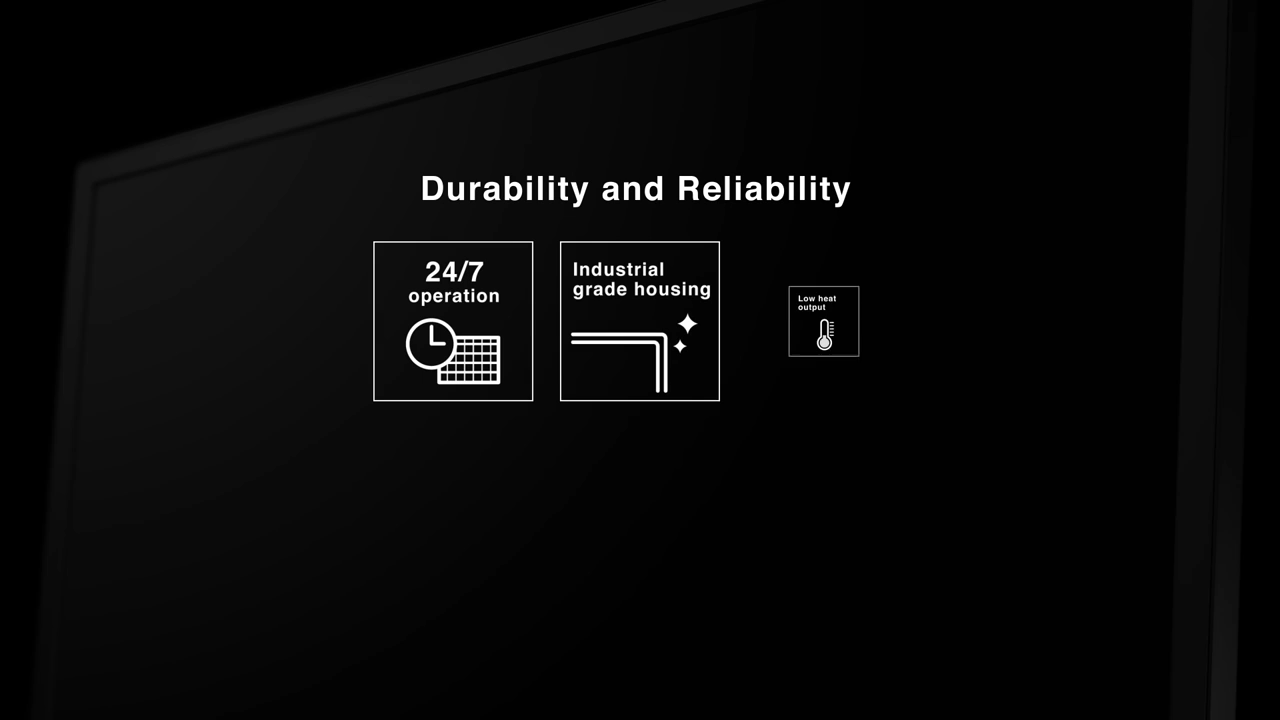 Durability and Reliability
24/7
operation
Industrial
grade housing
Low heat
output